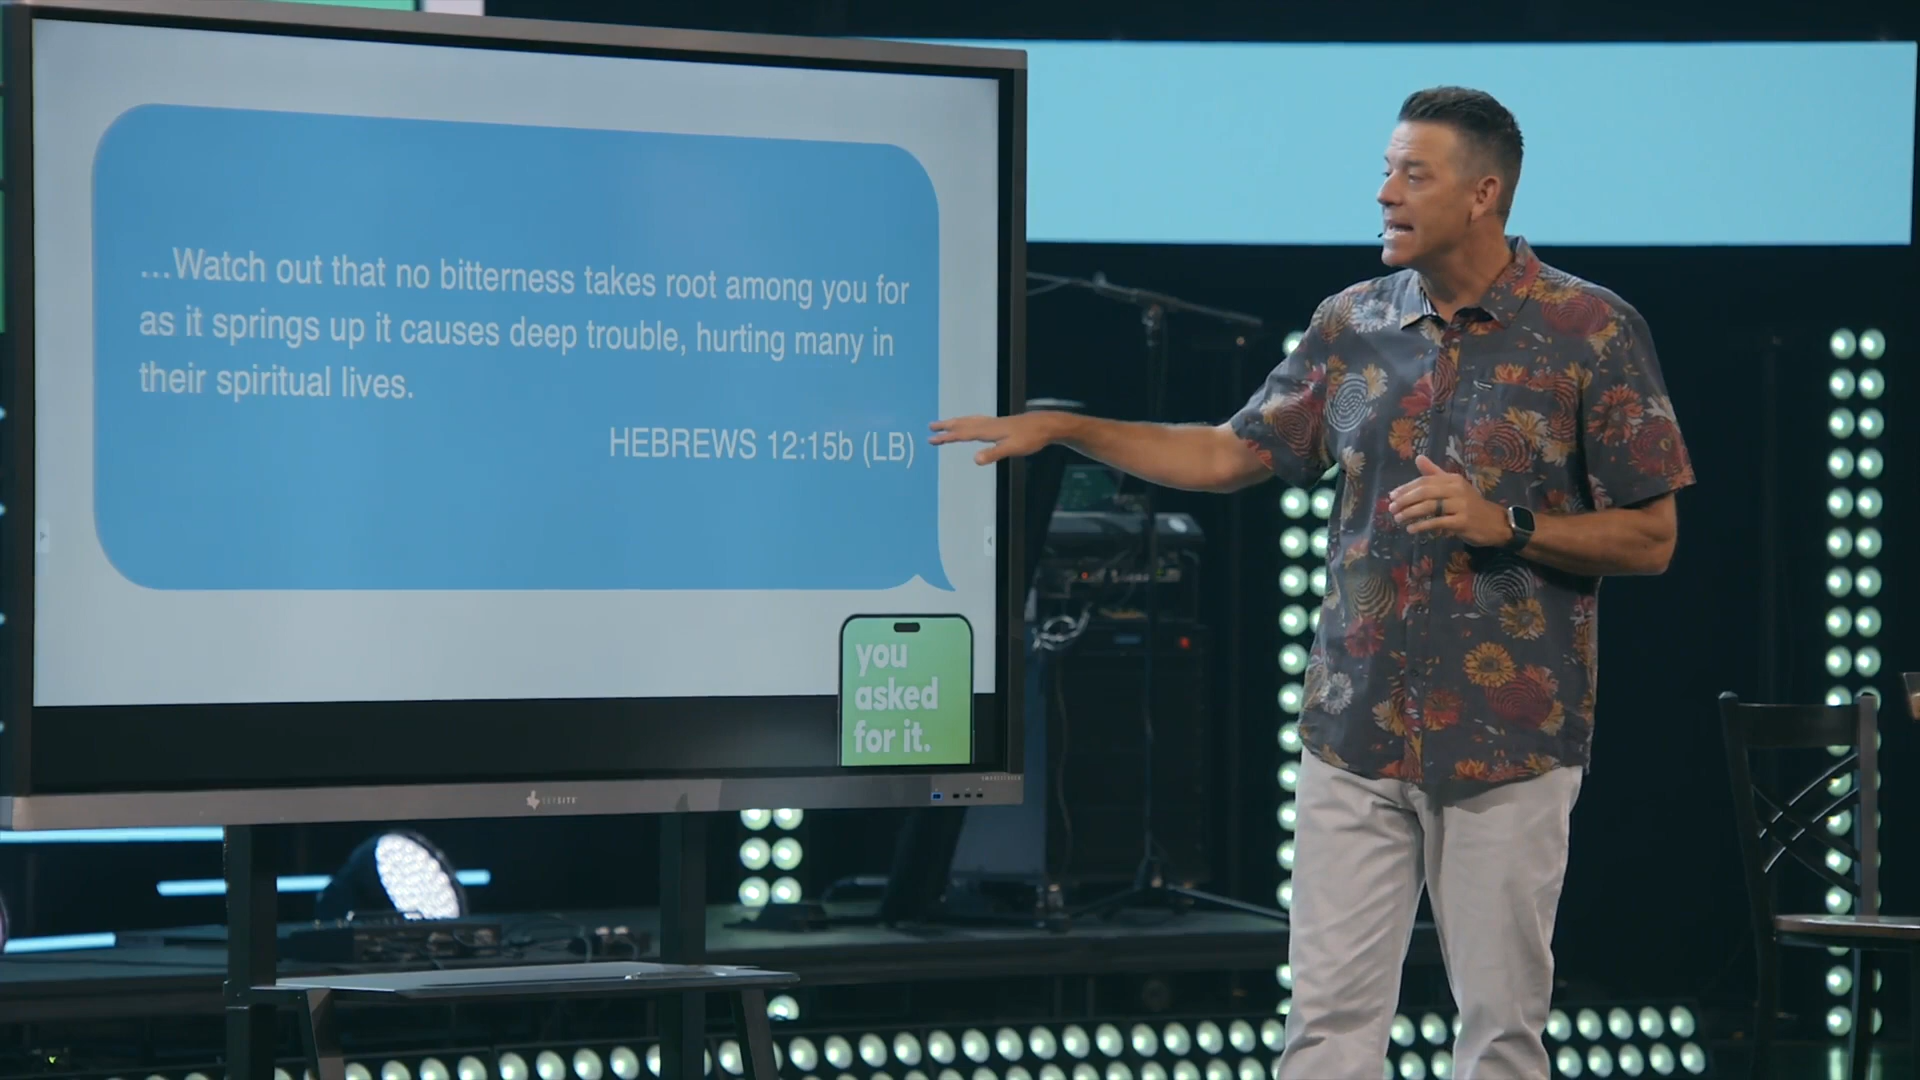 ...Watch out that no bitterness takes root among you for
as it springs up it causes deep trouble, hurting many in
their spiritual lives.
HEBREWS 12:15b (LB)
you
asked
for it.